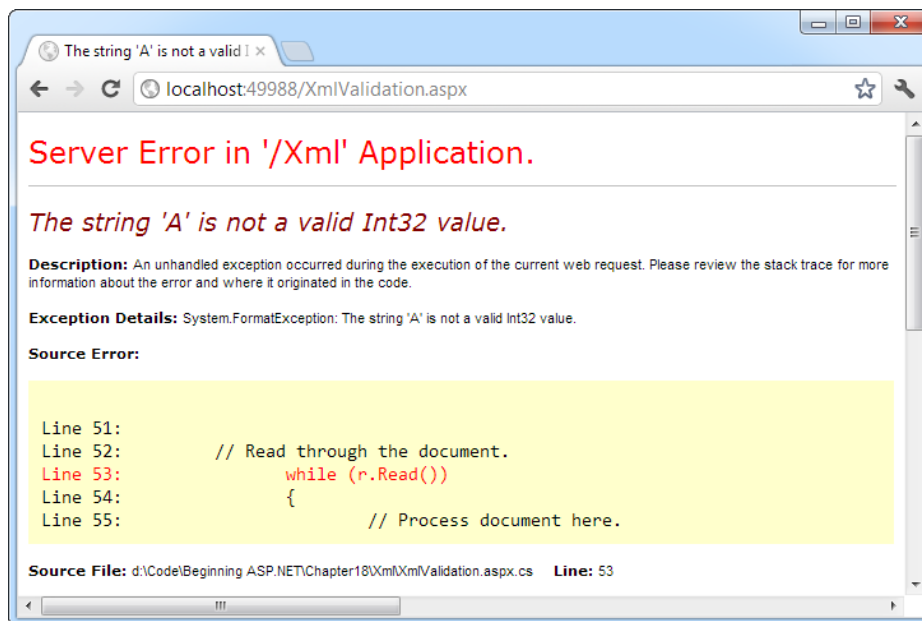 The string 'A' is not a valid I
localhost:49988/XmlValidation.aspx
Server Error in '/Xml' Application.
The string 'A' is not a valid Int32 value.
Description: An unhandled exception occurred during the execution of the current web request. Please review the stack trace for more
information about the error and where it originated in the code.
Exception Details: System.FormatException: The string 'A' is not a valid Int32 value.
Source Error:
Line 51:
Line 52: // Read through the document.
Line 53: while (r.Read())
Line 54: {
Line 55: // Process document here.
Source File: d:\Code\Beginning ASP.NET\Chapter18\Xml\XmlValidation.aspx.cs Line: 53